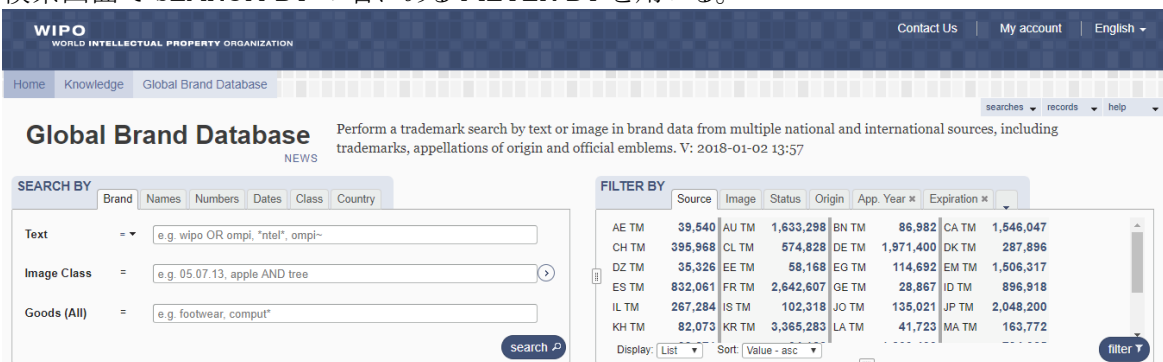 検索画面で SEARCH BY の右にある FILTER BY を用いる。
WIPO
WORLD INTELLECTUAL PROPERTY ORGANIZATION
Contact Us My account English
Home Knowledge Global Brand Database
searches records help
Global Brand Database
NEWS
Perform a trademark search by text or image in brand data from multiple national and international sources, including
trademarks, appellations of origin and official emblems. V: 2018-01-02 13:57
SEARCH BY Brand Names Numbers Dates Class Country
Text = e.g. wipo OR ompi, "ntel", ompi~
Image Class = e.g. 05.07.13, apple AND tree
Goods (All) = e.g. footwear, comput*
search
FILTER BY Source Image Status Origin App. Year × Expiration ×
AE TM 39,540 AU TM 1,633,298 BN TM 86,982 CA TM 1,546,047
CH TM 395,968 CL TM 574,828 DE TM 1,971,400 DK TM 287,896
DZ TM 35,326 EE TM 58,168 EG TM 114,692 EM TM 1,506,317
ES TM 832,061 FR TM 2,642,607 GE TM 28,867 ID TM 896,918
IL TM 267,284 IS TM 102,318 JO TM 135,021 JP TM 2,048,200
KH TM 82,073 KR TM 3,365,283 LA TM 41,723 MA TM 163,772
Display: List Sort: Value - asc
filter